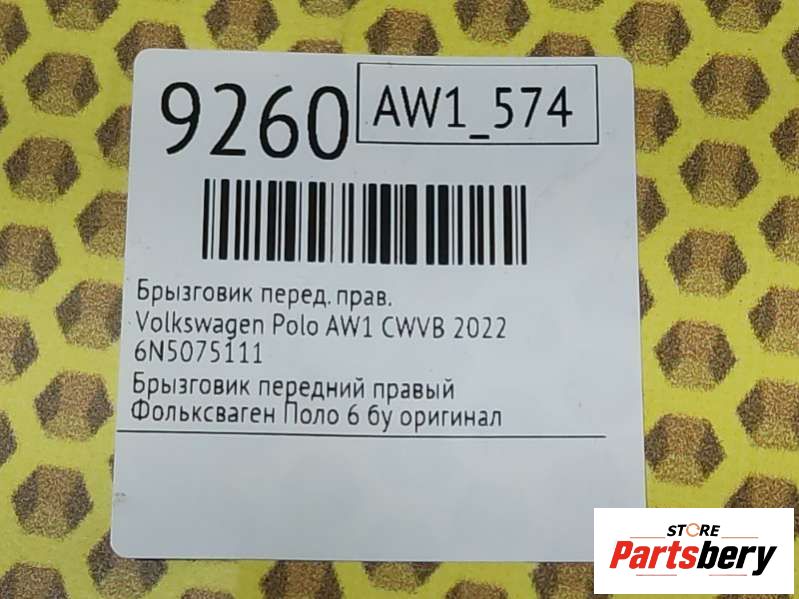 9260
AW1_574
Брызговик перед. прав.
Volkswagen Polo AW1 CWVB 2022
6N5075111
Брызговик передний правый
Фольксваген Поло 6 бу оригинал
STORE
Partsbery